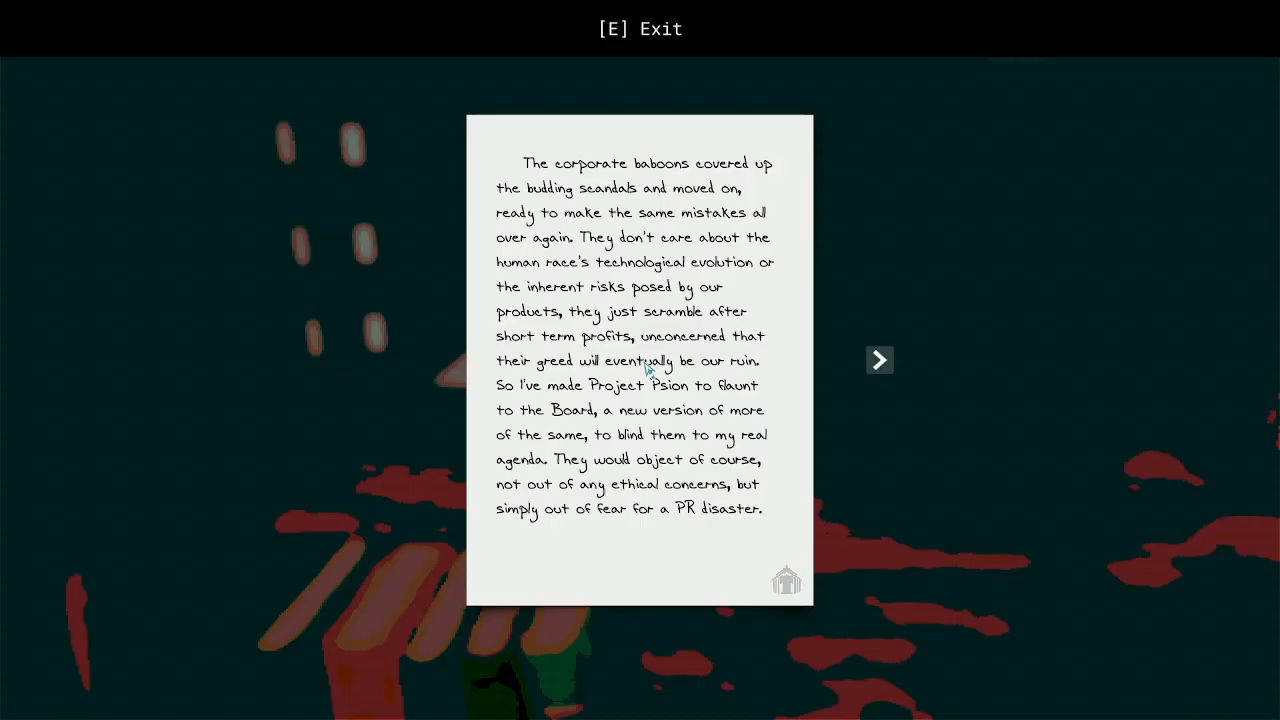 [E] Exit
The corporate baboons covered up
the budding scandals and moved on,
ready to make the same mistakes all
over again. They don't care about the
human race's technological evolution or
the inherent risks posed by our
products, they just scramble after
short term profits, unconcerned that
their greed will eventually be our ruin.
So I've made Project Psion to flaunt
to the Board, a new version of more
of the same, to blind them to my real
agenda. They would object of course,
not out of any ethical concerns, but
simply out of fear for a PR disaster.